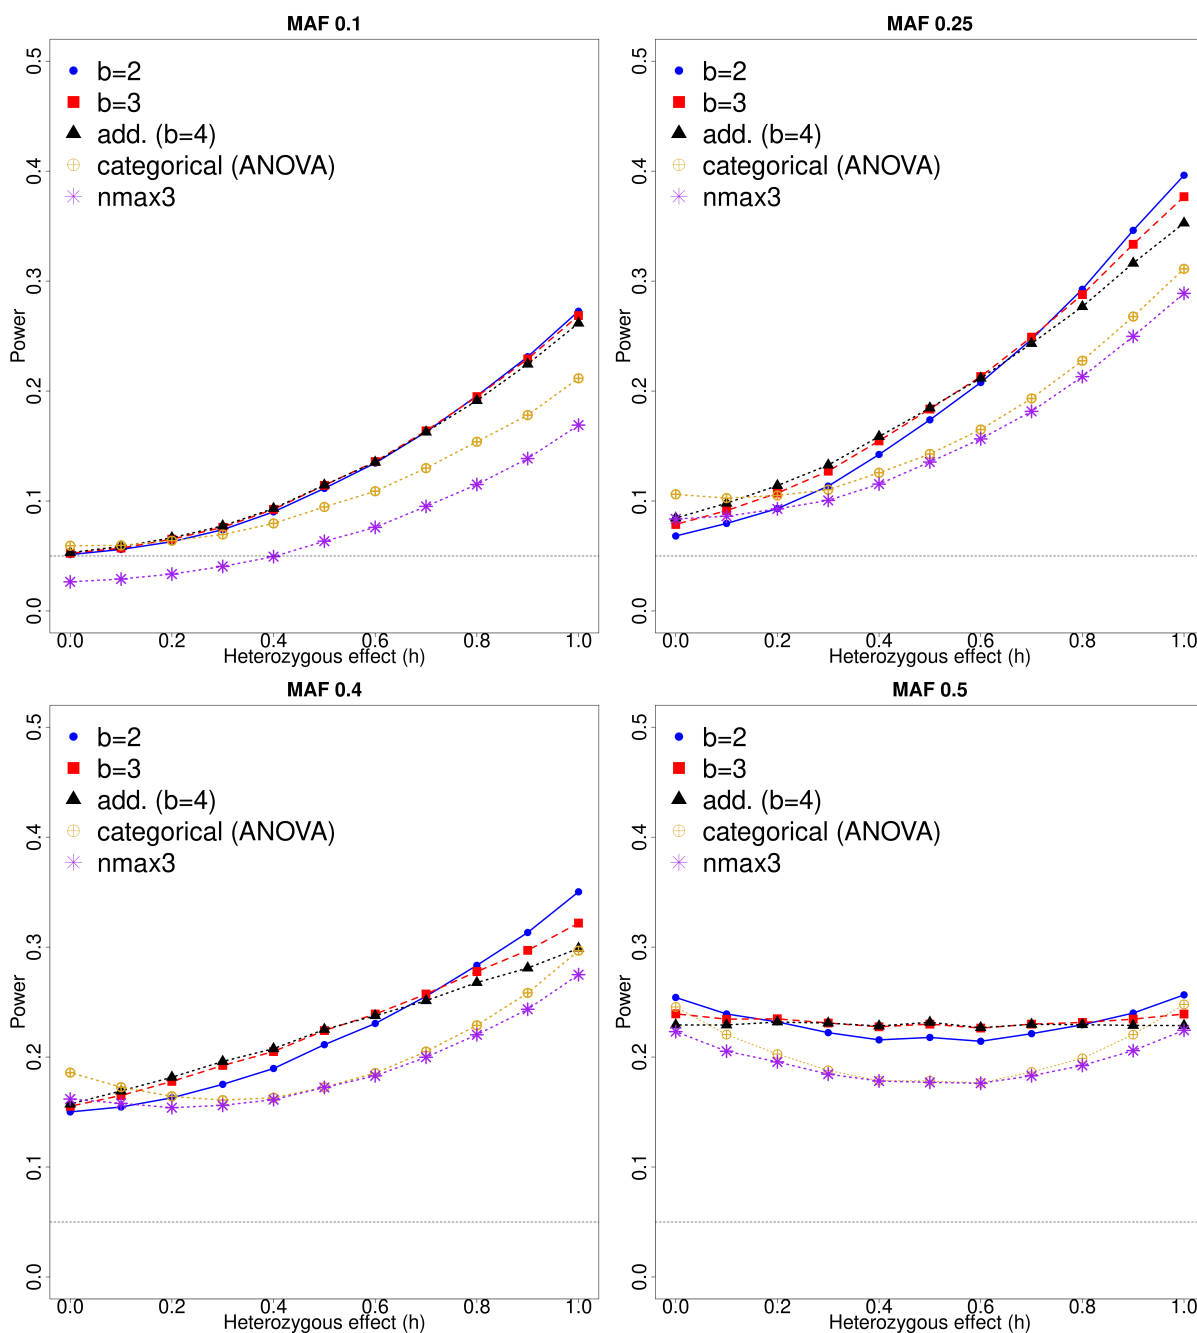 MAF 0.1
b=2
b=3
add. (b=4)
categorical (ANOVA)
nmax3
Power
0.0 0.1 0.2 0.3 0.4 0.5
0.0 0.2 0.4 0.6 0.8 1.0
Heterozygous effect (h)
MAF 0.25
b=2
b=3
add. (b=4)
categorical (ANOVA)
nmax3
Power
0.0 0.1 0.2 0.3 0.4 0.5
0.0 0.2 0.4 0.6 0.8 1.0
Heterozygous effect (h)
MAF 0.4
b=2
b=3
add. (b=4)
categorical (ANOVA)
nmax3
Power
0.0 0.1 0.2 0.3 0.4 0.5
0.0 0.2 0.4 0.6 0.8 1.0
Heterozygous effect (h)
MAF 0.5
b=2
b=3
add. (b=4)
categorical (ANOVA)
nmax3
Power
0.0 0.1 0.2 0.3 0.4 0.5
0.0 0.2 0.4 0.6 0.8 1.0
Heterozygous effect (h)